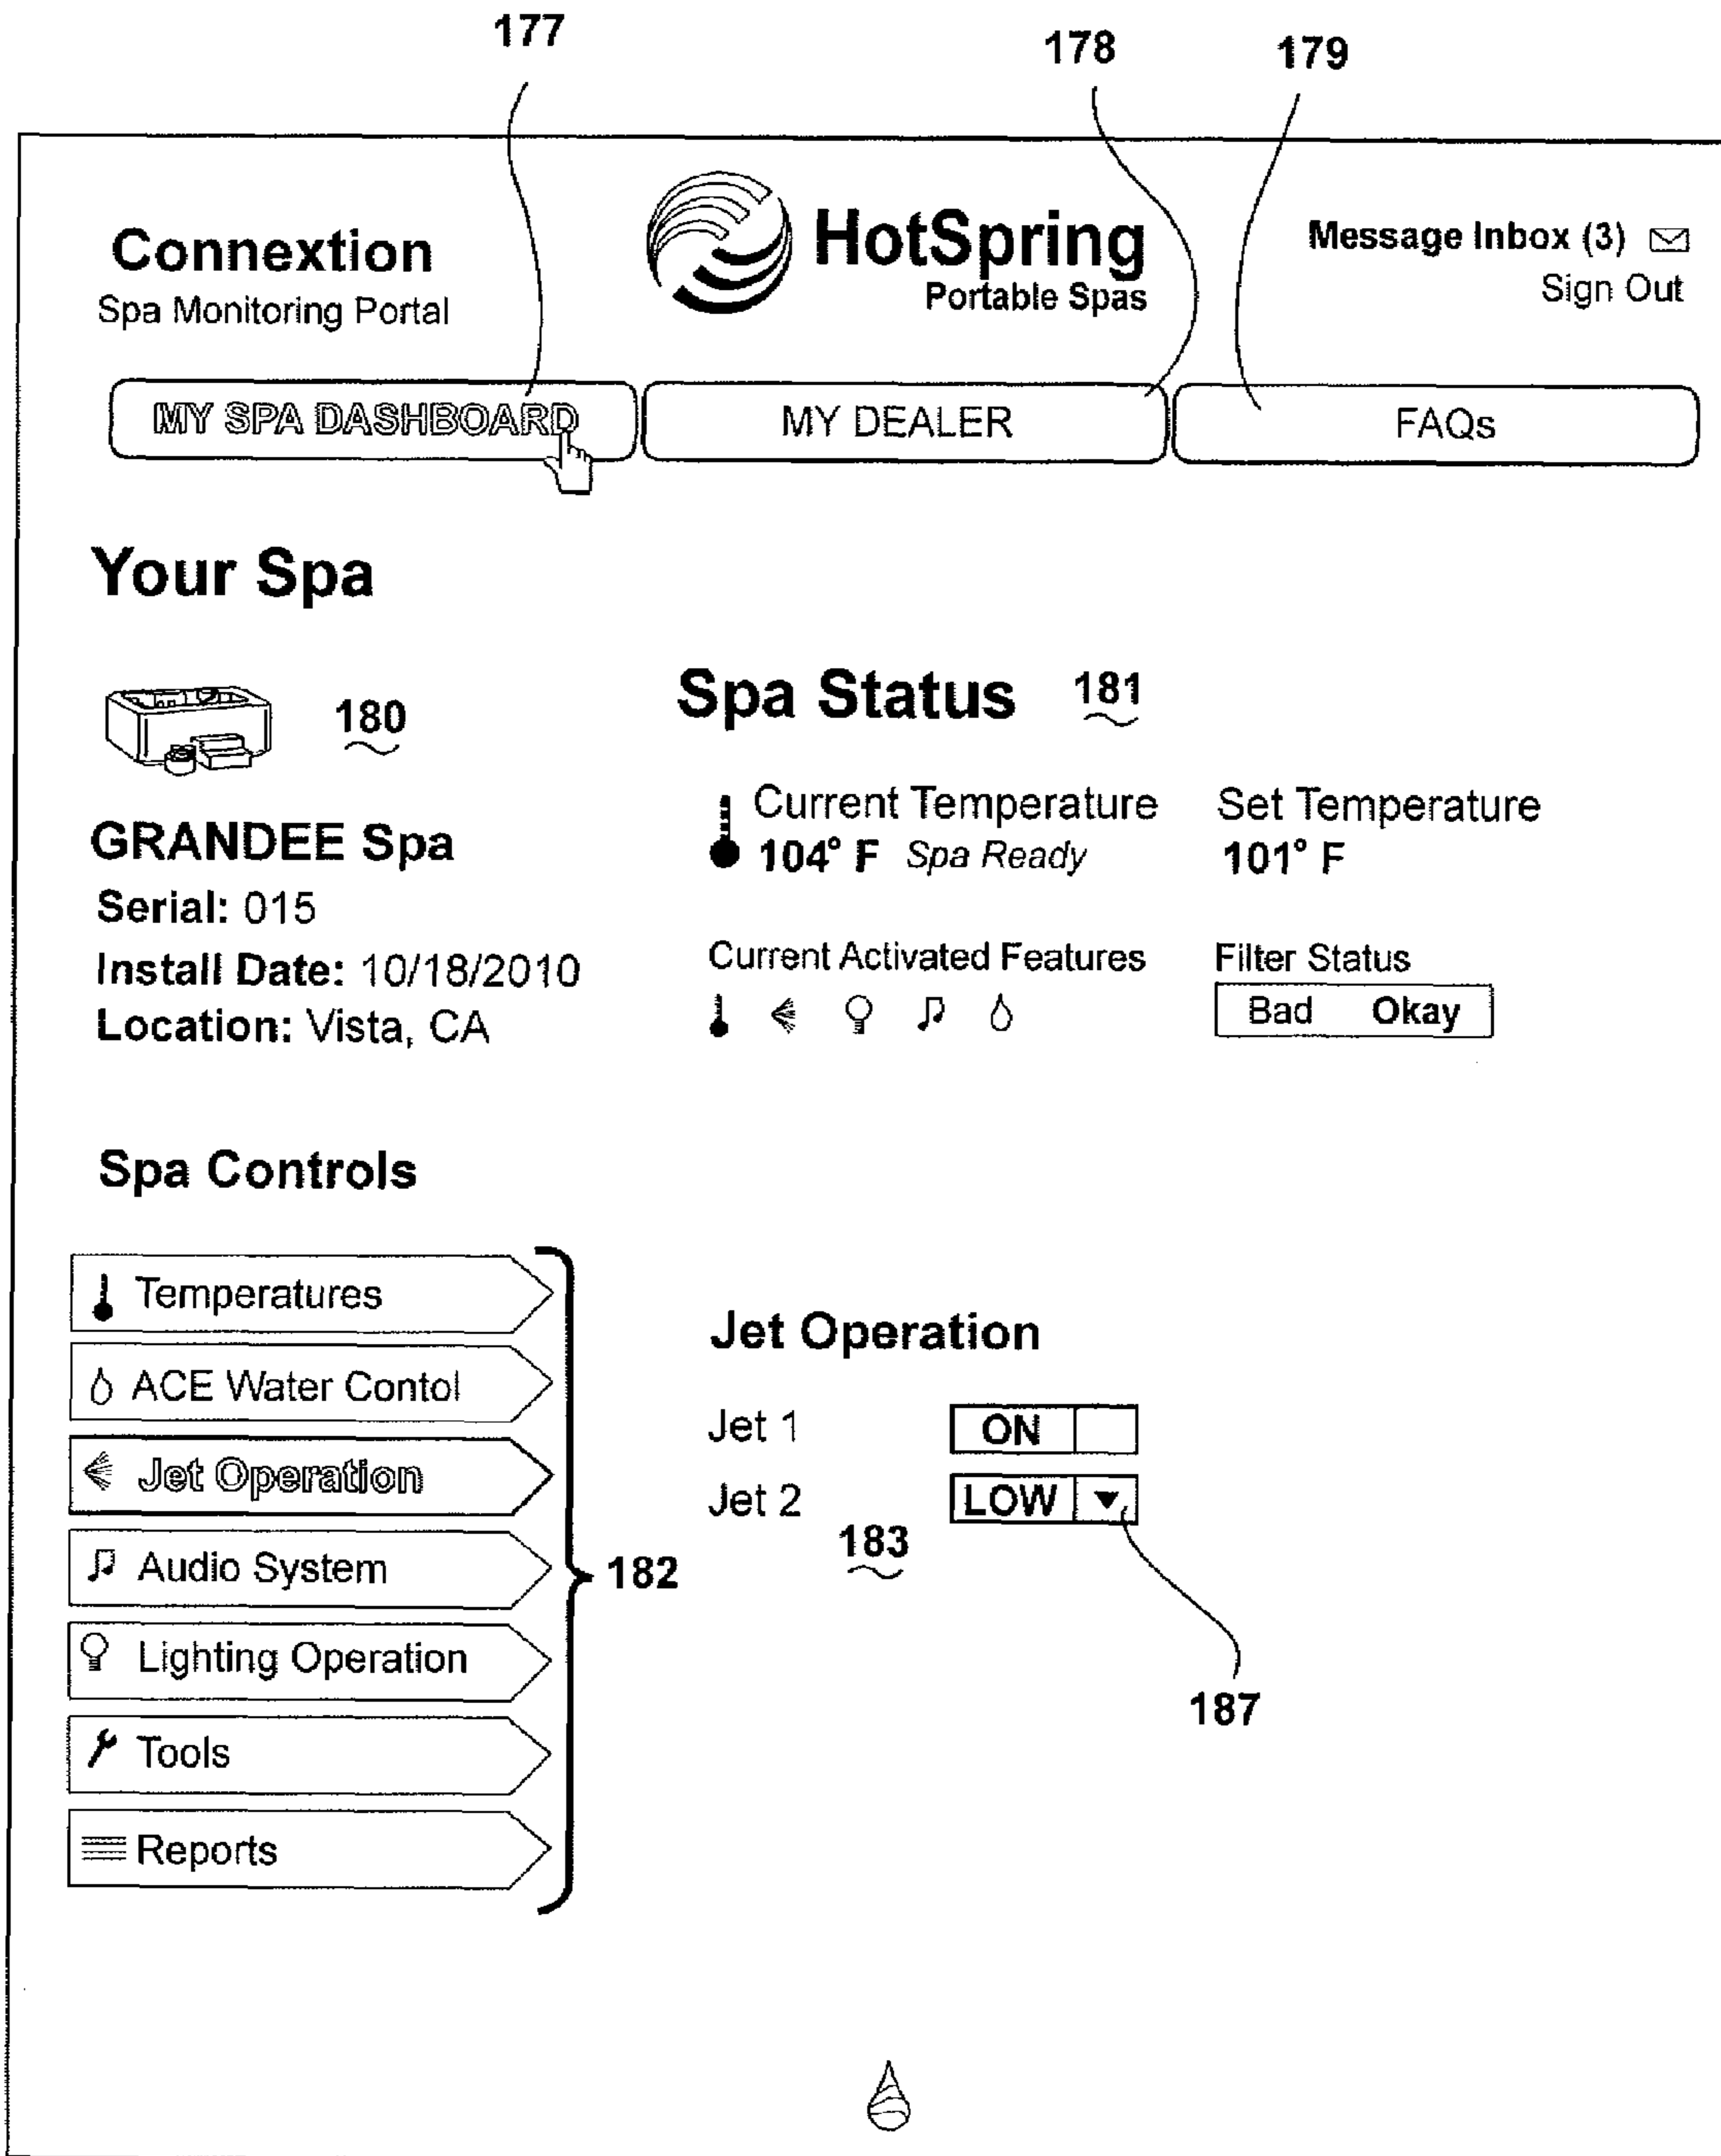 177
178
179
Connextion
Spa Monitoring Portal
HotSpring
Portable Spas
Message Inbox (3)
Sign Out
MY SPA DASHBOARD
MY DEALER
FAQs
Your Spa
180
GRANDEE Spa
Serial: 015
Install Date: 10/18/2010
Location: Vista, CA
Spa Status
181
Current Temperature
104° F Spa Ready
Set Temperature
101° F
Current Activated Features
Filter Status
Bad Okay
Spa Controls
Temperatures
ACE Water Contol
Jet Operation
Audio System
Lighting Operation
Tools
Reports
182
Jet Operation
Jet 1 ON
Jet 2 LOW
183
187